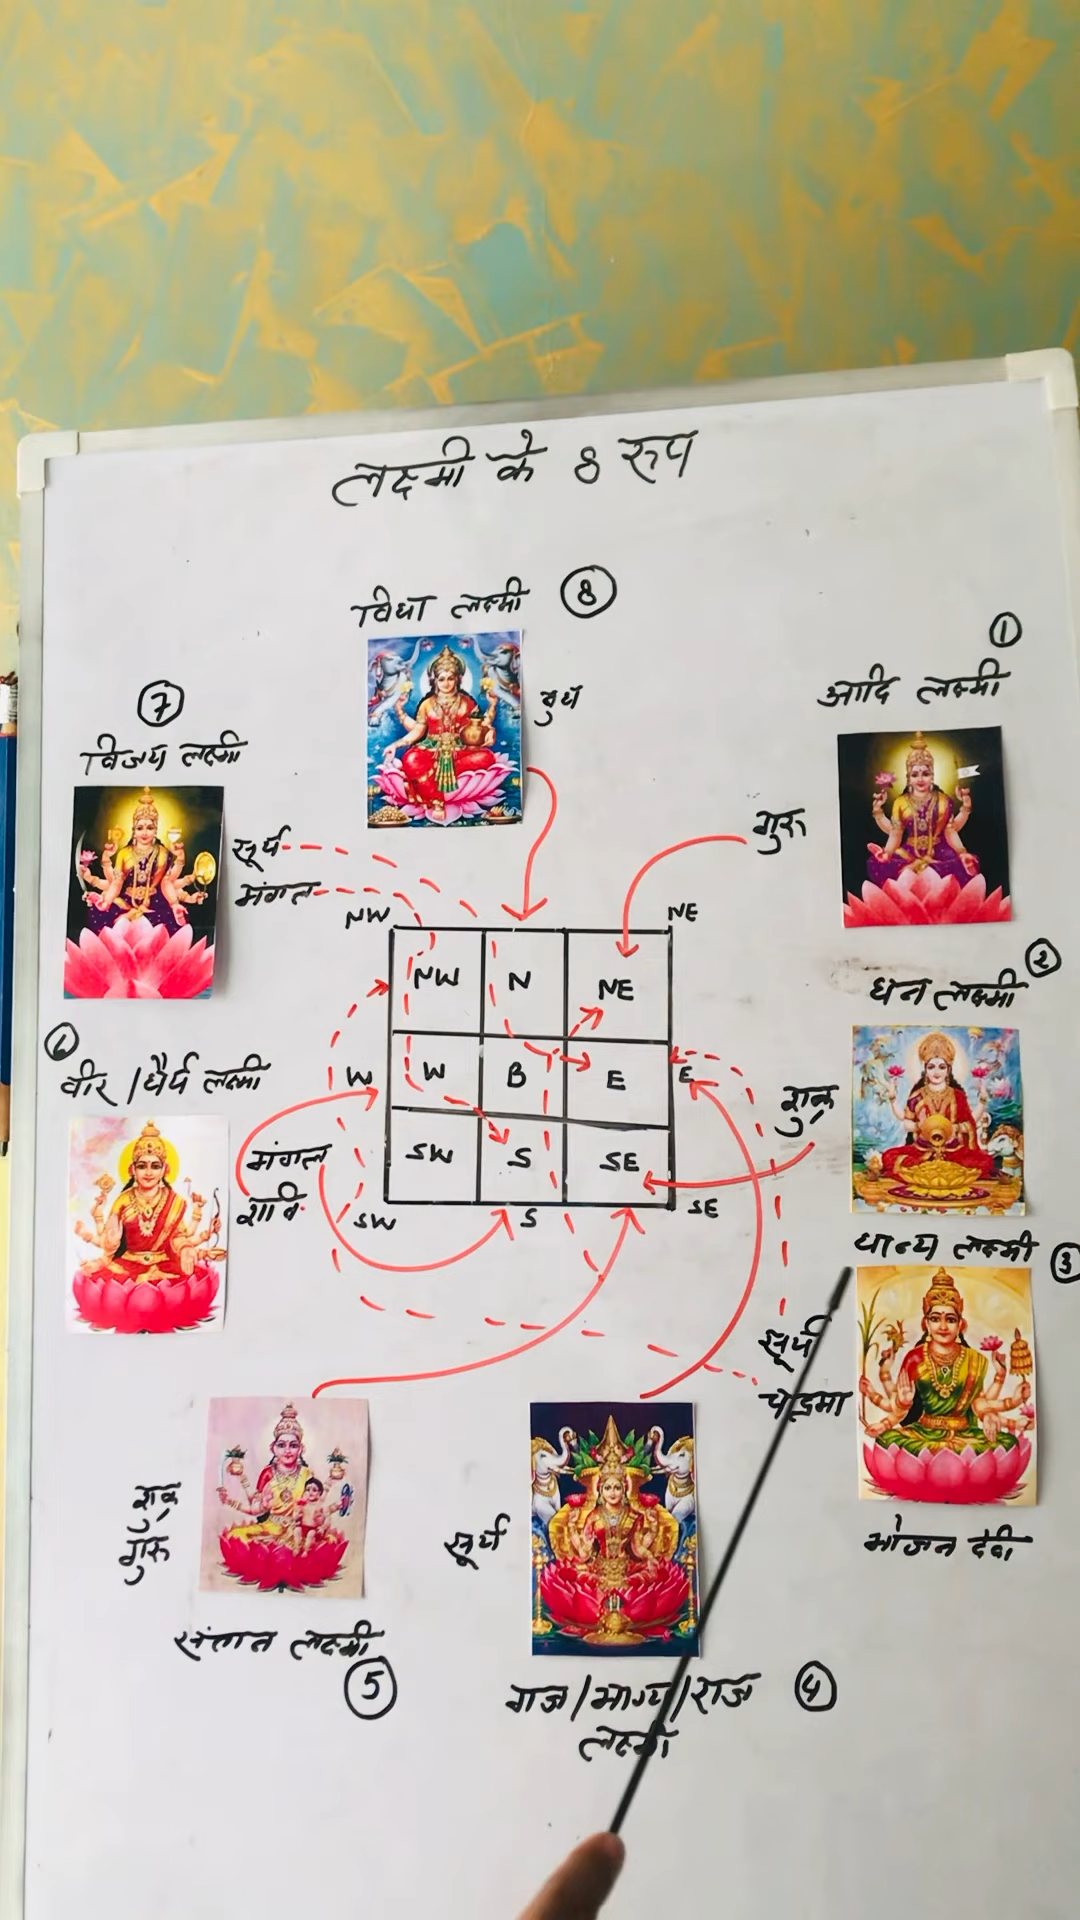 लक्ष्मी के 8 रूप
विद्या लक्ष्मी 8
बुध
1
आदि लक्ष्मी
7
विजय लक्ष्मी
सूर्य
मंगल
गुरु
NW NE
NW N NE
W W B E E
SW S SE
SW S SE
2
धन लक्ष्मी
शुक्र
6
वीर / धैर्य लक्ष्मी
मंगल
शनि
धान्य लक्ष्मी 3
सूर्य
चंद्रमा
भोजन देवी
शुक्र
गुरु
संतान लक्ष्मी
5
सूर्य
गज / भाग्य / राज 4
लक्ष्मी